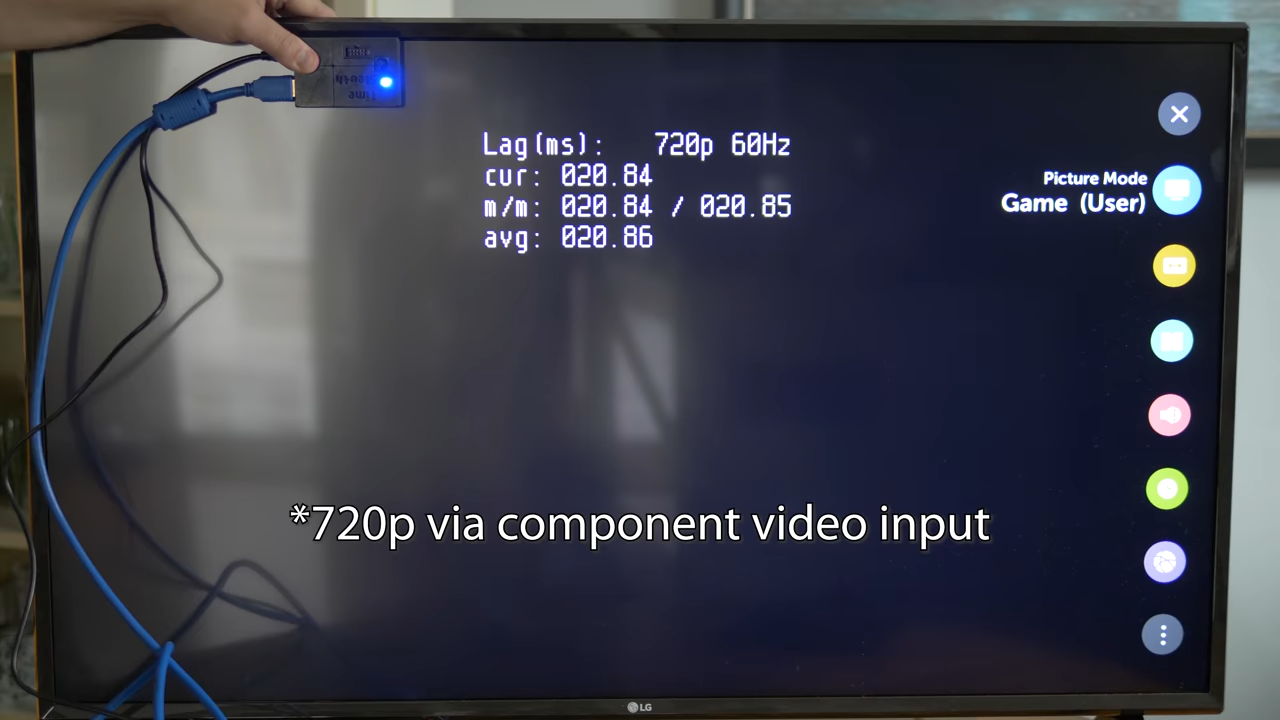 Lag(ms): 720p 60Hz
cur: 020.84
m/m: 020.84 / 020.85
avg: 020.86
Picture Mode
Game (User)
*720p via component video input
LG